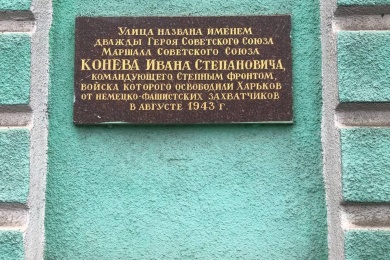 Улица названа именем
дважды Героя Советского Союза
Маршала Советского Союза
Конева Ивана Степановича,
командующего Степным фронтом,
войска которого освободили Харьков
от немецко-фашистских захватчиков
в августе 1943 г.